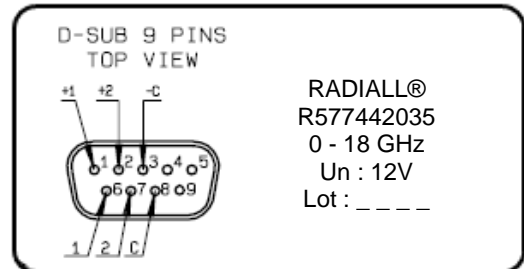 D-SUB 9 PINS
TOP VIEW
+1 +2 -C
1 2 3 4 5
6 7 8 9
1 2 C
RADIALL®
R577442035
0 - 18 GHz
Un : 12V
Lot : _ _ _ _